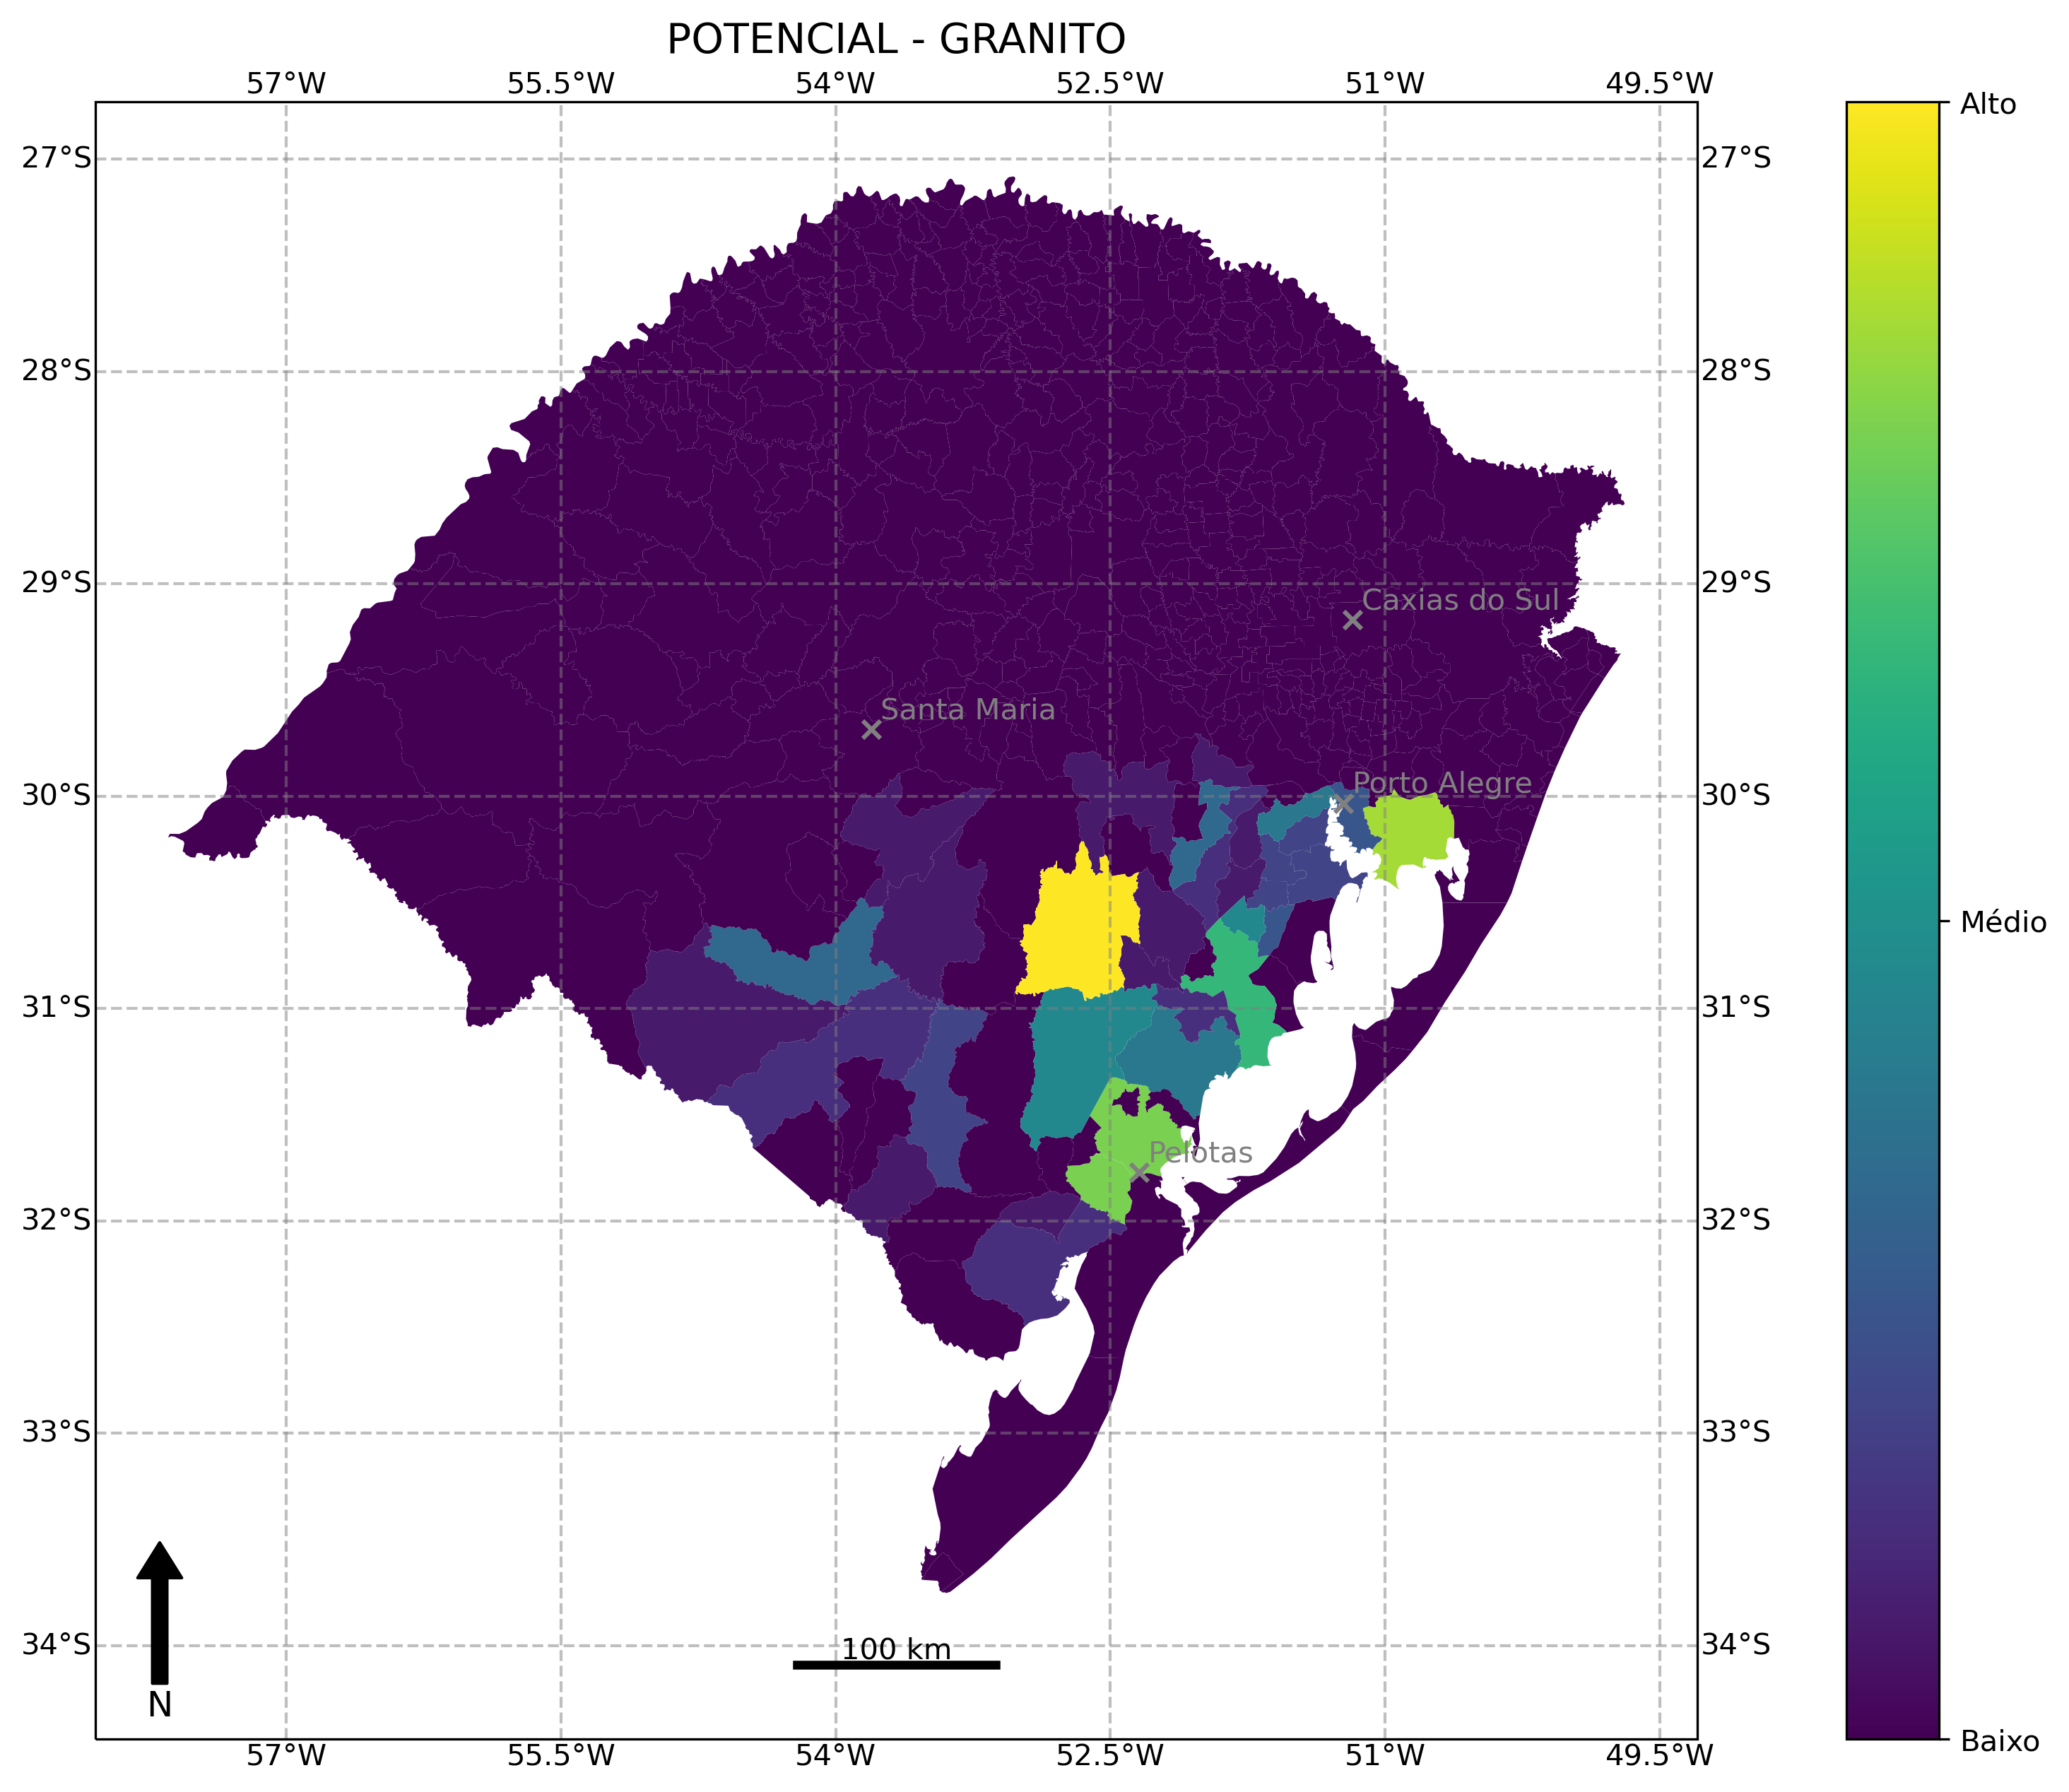 POTENCIAL - GRANITO
57°W 55.5°W 54°W 52.5°W 51°W 49.5°W
Alto
27°S 27°S
28°S 28°S
29°S 29°S
Caxias do Sul
Santa Maria
Porto Alegre
30°S 30°S
Médio
31°S 31°S
Pelotas
32°S 32°S
33°S 33°S
34°S 34°S
100 km
N
Baixo
57°W 55.5°W 54°W 52.5°W 51°W 49.5°W